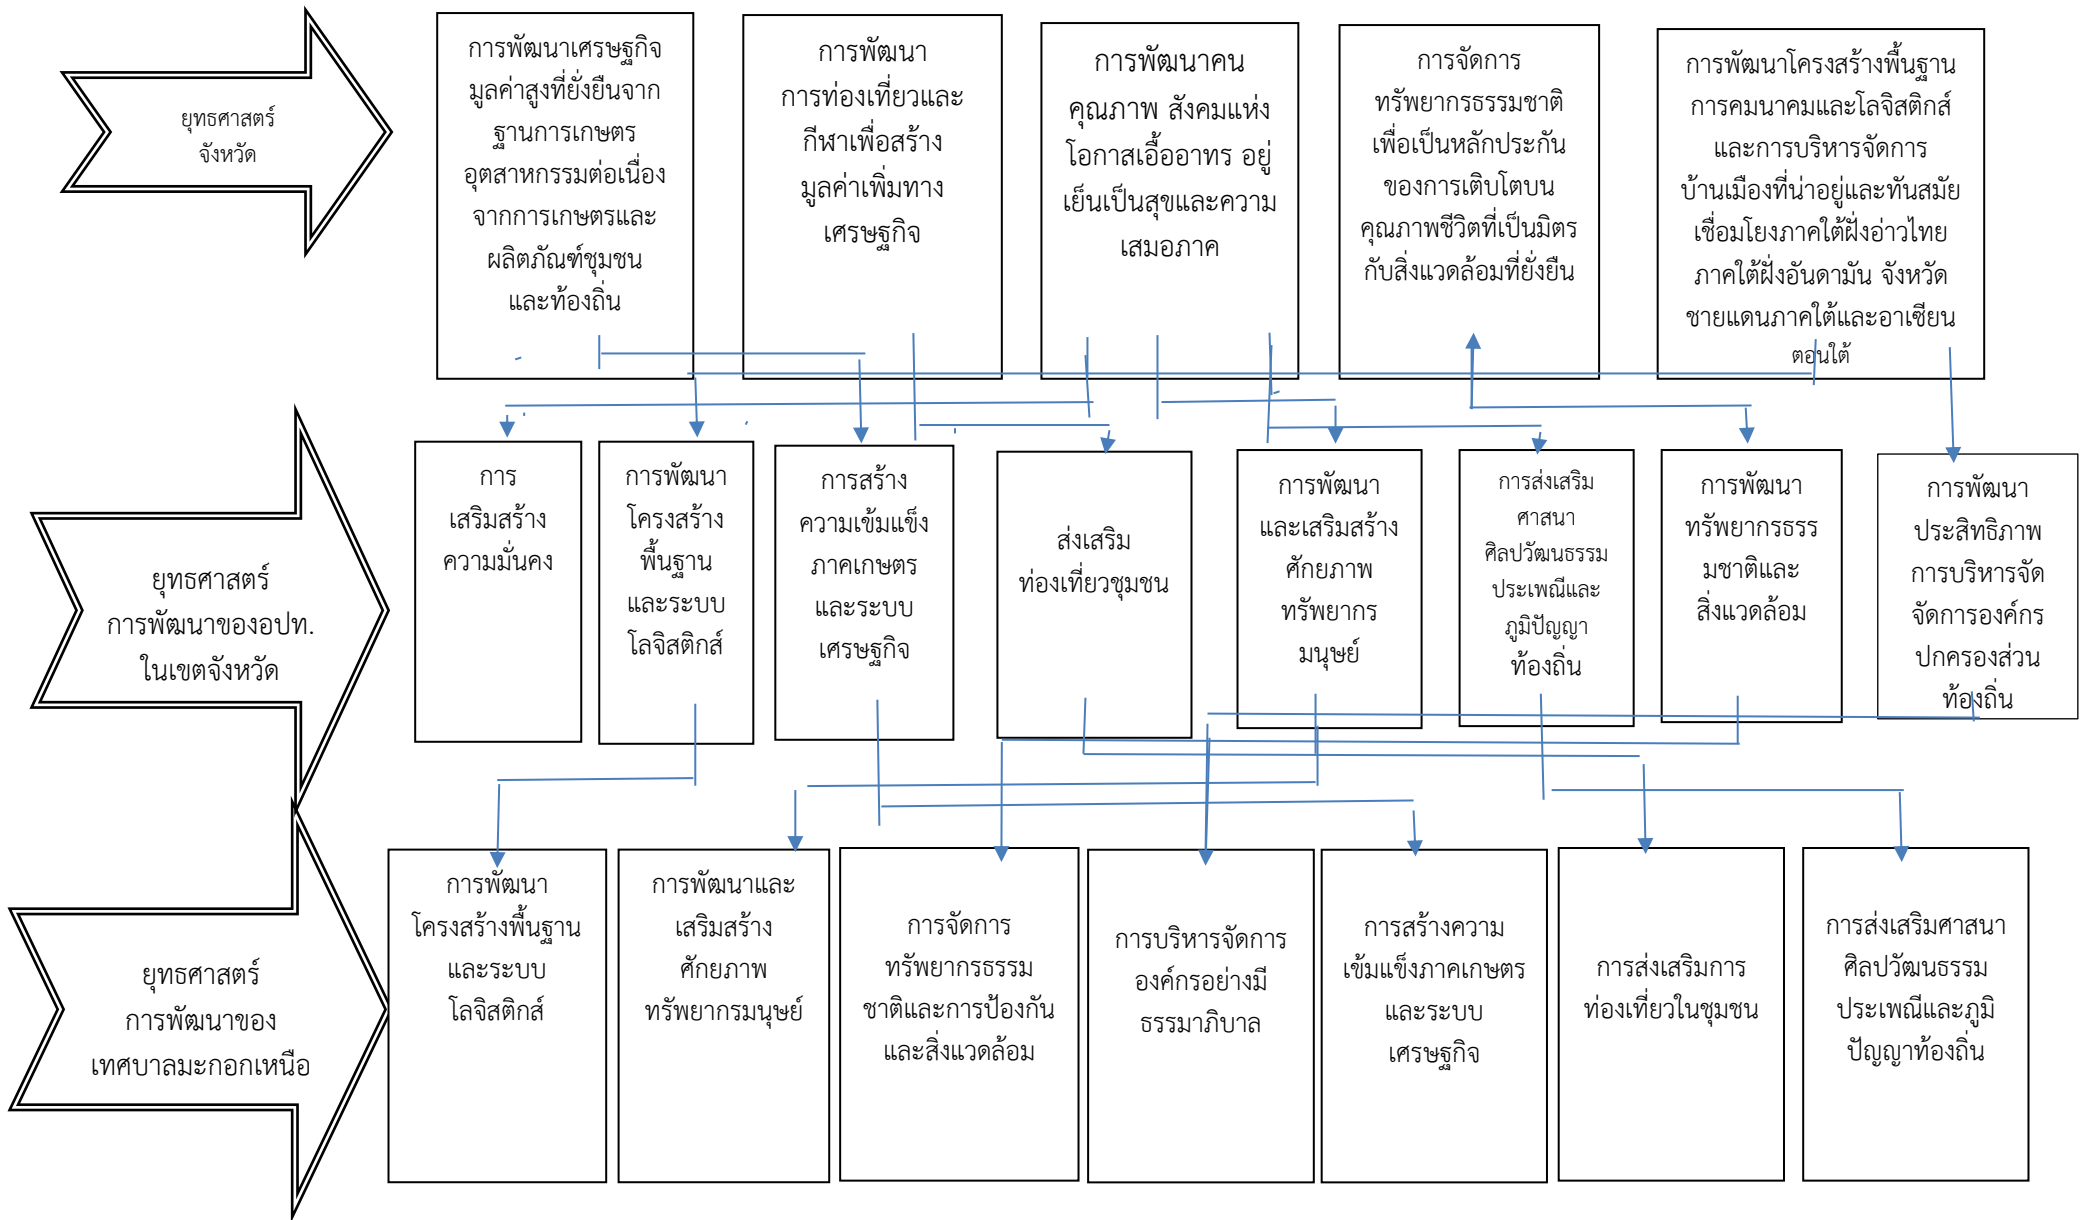 ยุทธศาสตร์
จังหวัด
การพัฒนาเศรษฐกิจ
มูลค่าสูงที่ยั่งยืนจาก
ฐานการเกษตร
อุตสาหกรรมต่อเนื่อง
จากการเกษตรและ
ผลิตภัณฑ์ชุมชน
และท้องถิ่น
การพัฒนา
การท่องเที่ยวและ
กีฬาเพื่อสร้าง
มูลค่าเพิ่มทาง
เศรษฐกิจ
การพัฒนาคน
คุณภาพ สังคมแห่ง
โอกาสเอื้ออาทร อยู่
เย็นเป็นสุขและความ
เสมอภาค
การจัดการ
ทรัพยากรธรรมชาติ
เพื่อเป็นหลักประกัน
ของการเติบโตบน
คุณภาพชีวิตที่เป็นมิตร
กับสิ่งแวดล้อมที่ยั่งยืน
การพัฒนาโครงสร้างพื้นฐาน
การคมนาคมและโลจิสติกส์
และการบริหารจัดการ
บ้านเมืองที่น่าอยู่และทันสมัย
เชื่อมโยงภาคใต้ฝั่งอ่าวไทย
ภาคใต้ฝั่งอันดามัน จังหวัด
ชายแดนภาคใต้และอาเซียน
ตอนใต้
ยุทธศาสตร์
การพัฒนาของอปท.
ในเขตจังหวัด
การ
เสริมสร้าง
ความมั่นคง
การพัฒนา
โครงสร้าง
พื้นฐาน
และระบบ
โลจิสติกส์
การสร้าง
ความเข้มแข็ง
ภาคเกษตร
และระบบ
เศรษฐกิจ
ส่งเสริม
ท่องเที่ยวชุมชน
การพัฒนา
และเสริมสร้าง
ศักยภาพ
ทรัพยากร
มนุษย์
การส่งเสริม
ศาสนา
ศิลปวัฒนธรรม
ประเพณีและ
ภูมิปัญญา
ท้องถิ่น
การพัฒนา
ทรัพยากรธรร
มชาติและ
สิ่งแวดล้อม
การพัฒนา
ประสิทธิภาพ
การบริหารจัด
จัดการองค์กร
ปกครองส่วน
ท้องถิ่น
ยุทธศาสตร์
การพัฒนาของ
เทศบาลมะกอกเหนือ
การพัฒนา
โครงสร้างพื้นฐาน
และระบบ
โลจิสติกส์
การพัฒนาและ
เสริมสร้าง
ศักยภาพ
ทรัพยากรมนุษย์
การจัดการ
ทรัพยากรธรรม
ชาติและการป้องกัน
และสิ่งแวดล้อม
การบริหารจัดการ
องค์กรอย่างมี
ธรรมาภิบาล
การสร้างความ
เข้มแข็งภาคเกษตร
และระบบ
เศรษฐกิจ
การส่งเสริมการ
ท่องเที่ยวในชุมชน
การส่งเสริมศาสนา
ศิลปวัฒนธรรม
ประเพณีและภูมิ
ปัญญาท้องถิ่น